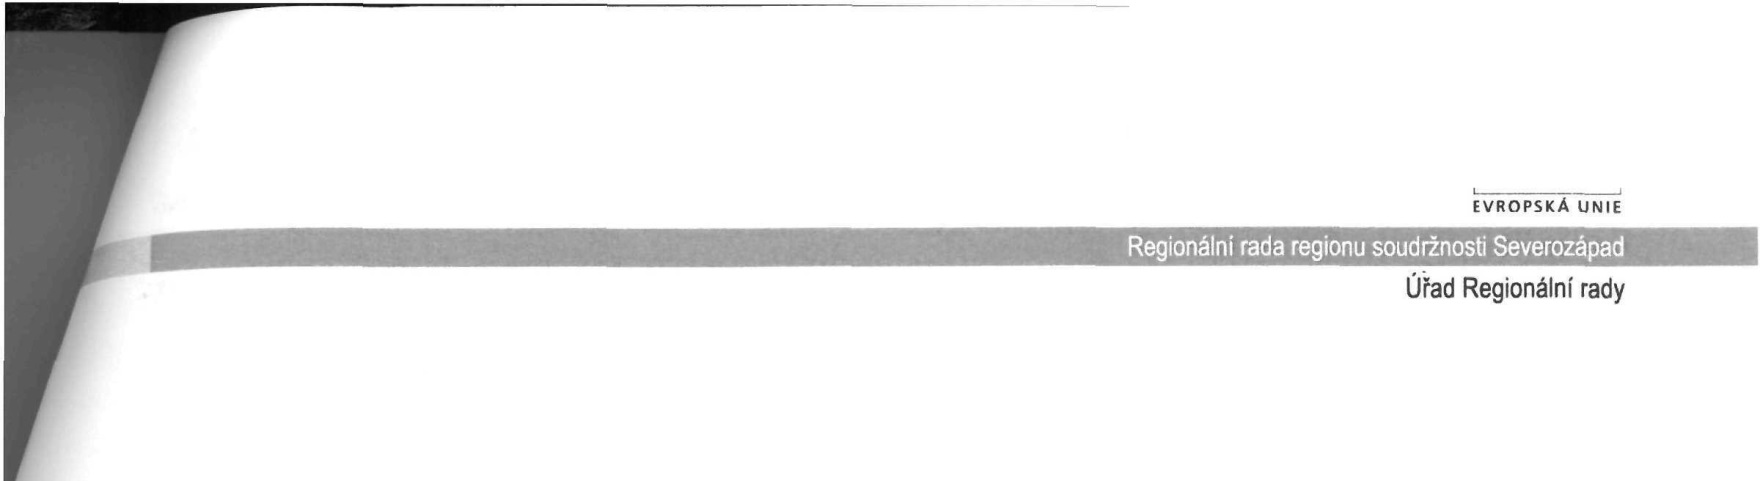 EVROPSKÁ UNIE
Regionální rada regionu soudržnosti Severozápad
Úřad Regionální rady